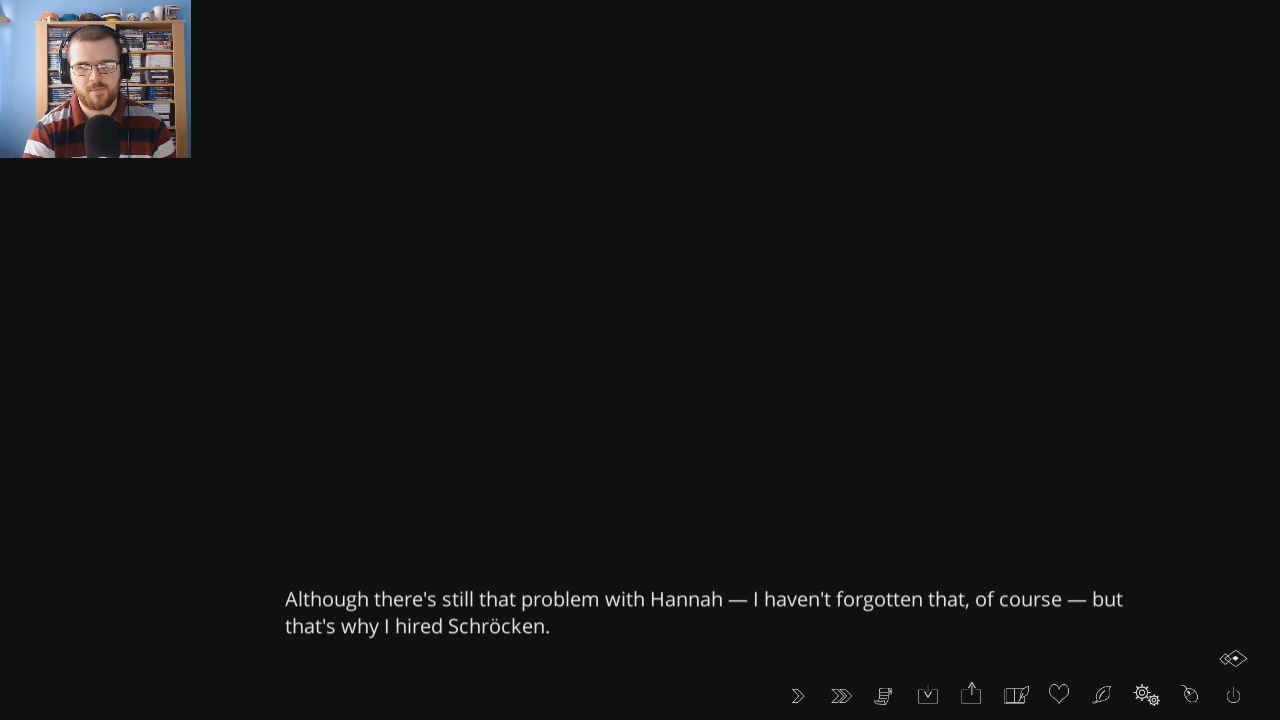 Although there's still that problem with Hannah — I haven't forgotten that, of course — but
that's why I hired Schröcken.